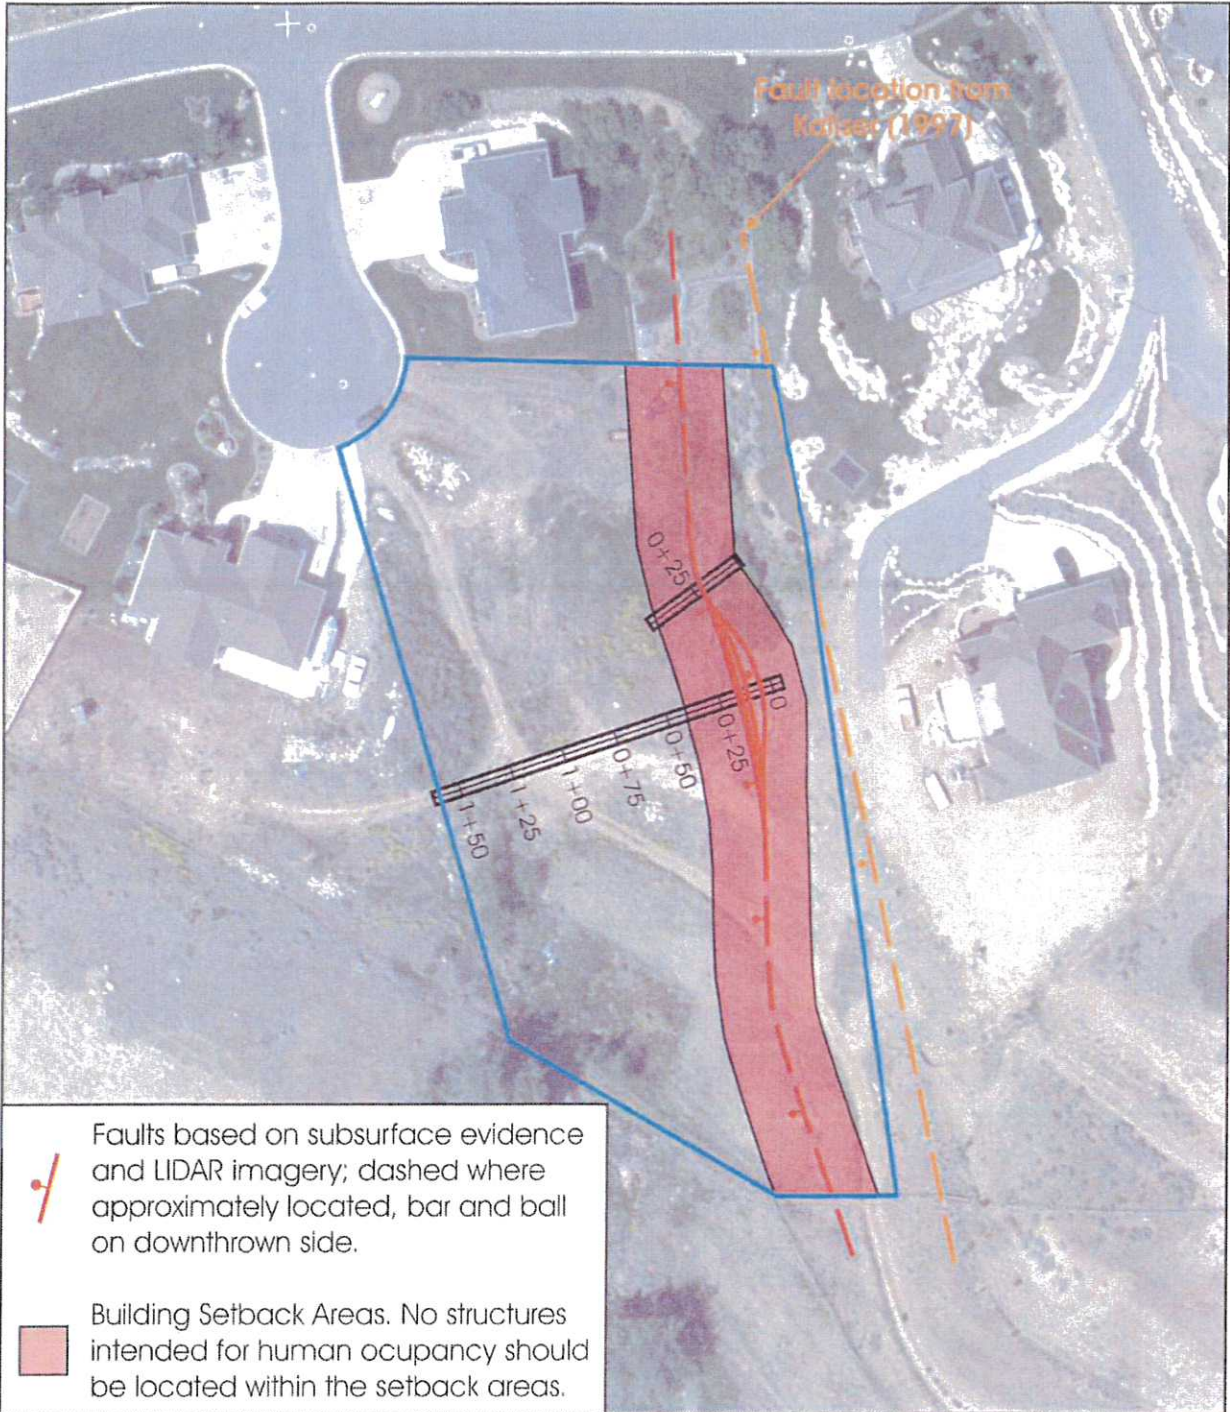 Fault location from
Kaliser (1997)
0+25
0
0+25
0+50
0+75
1+00
1+25
1+50
Faults based on subsurface evidence
and LIDAR imagery; dashed where
approximately located, bar and ball
on downthrown side.
Building Setback Areas. No structures
intended for human ocupancy should
be located within the setback areas.